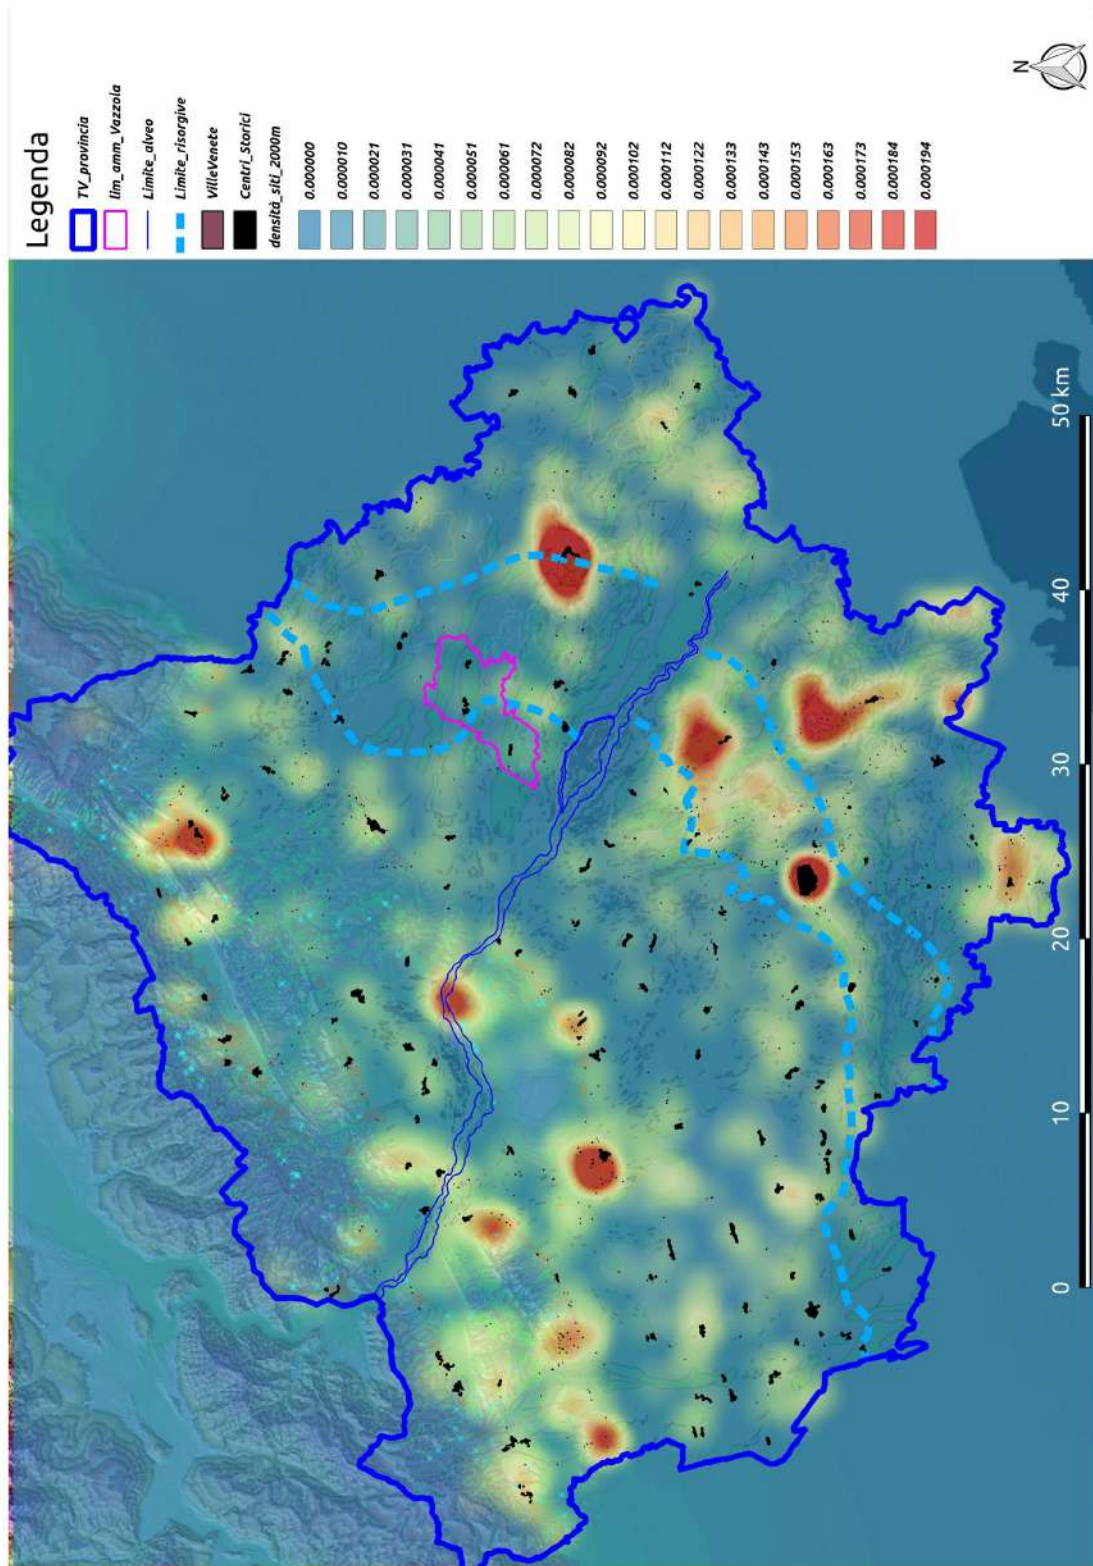 Legenda
TV_provincia
lim_amm_Vazzola
Limite_alveo
Limite_risorgive
VilleVenete
Centri_Storici
densità_siti_2000m
0.000000
0.000010
0.000021
0.000031
0.000041
0.000051
0.000061
0.000072
0.000082
0.000092
0.000102
0.000112
0.000122
0.000133
0.000143
0.000153
0.000163
0.000173
0.000184
0.000194
N
0 10 20 30 40 50 km